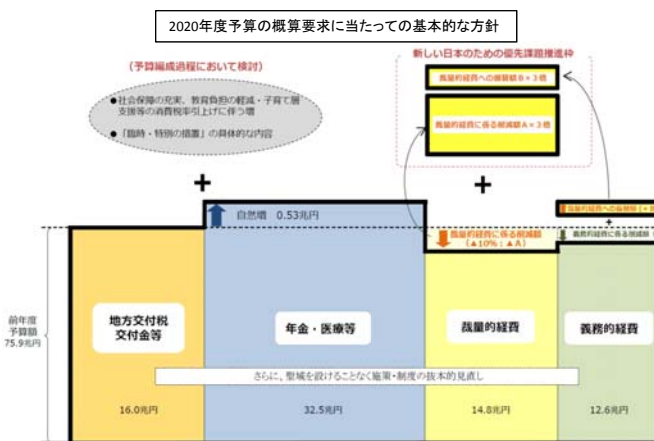 2020年度予算の概算要求に当たっての基本的な方針
新しい日本のための優先課題推進枠
(予算編成過程において検討)
裁量的経費への振替額B×3倍
●社会保障の充実、教育負担の軽減・子育て層
支援等の消費税率引上げに伴う増
●「臨時・特別の措置」の具体的な内容
裁量的経費に係る削減額A×3倍
+
+
自然増 0.53兆円
+
裁量的経費に係る削減額
(▲10%:▲A)
義務的経費に係る削減額
前年度
予算額
75.9兆円
地方交付税
交付金等
年金・医療等
裁量的経費
義務的経費
さらに、聖域を設けることなく施策・制度の抜本的見直し
16.0兆円
32.5兆円
14.8兆円
12.6兆円